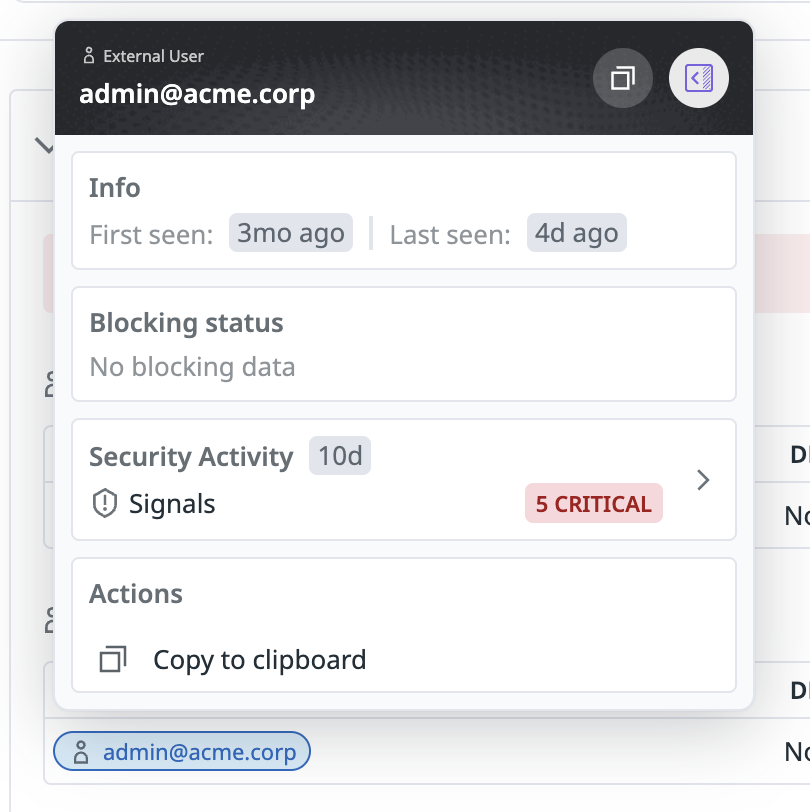 External User
admin@acme.corp
Info
First seen: 3mo ago Last seen: 4d ago
Blocking status
No blocking data
Security Activity 10d
Signals 5 CRITICAL
Actions
Copy to clipboard
admin@acme.corp